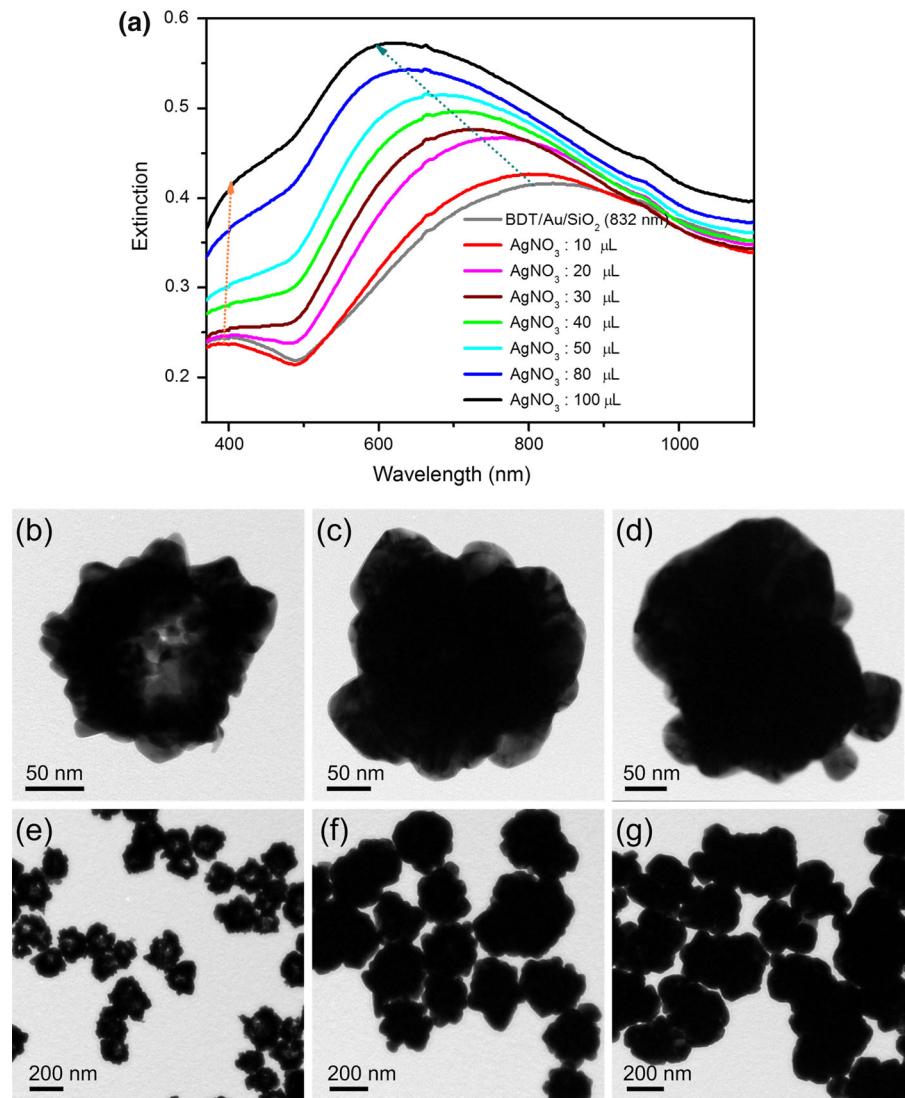 (a)
0.6
0.5
0.4
0.3
0.2
Extinction
BDT/Au/SiO₂ (832 nm)
AgNO₃ : 10 μL
AgNO₃ : 20 μL
AgNO₃ : 30 μL
AgNO₃ : 40 μL
AgNO₃ : 50 μL
AgNO₃ : 80 μL
AgNO₃ : 100 μL
400 600 800 1000
Wavelength (nm)
(b) (c) (d)
50 nm 50 nm 50 nm
(e) (f) (g)
200 nm 200 nm 200 nm